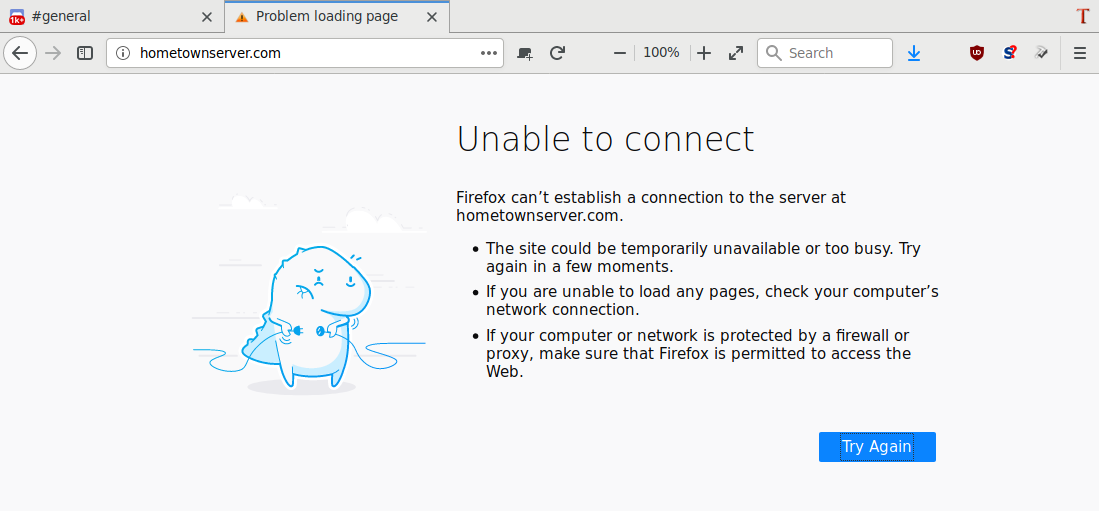 1k+ #general
Problem loading page
T
hometownserver.com
100%
Search
UD
S
Unable to connect
Firefox can’t establish a connection to the server at
hometownserver.com.
• The site could be temporarily unavailable or too busy. Try
again in a few moments.
• If you are unable to load any pages, check your computer’s
network connection.
• If your computer or network is protected by a firewall or
proxy, make sure that Firefox is permitted to access the
Web.
Try Again